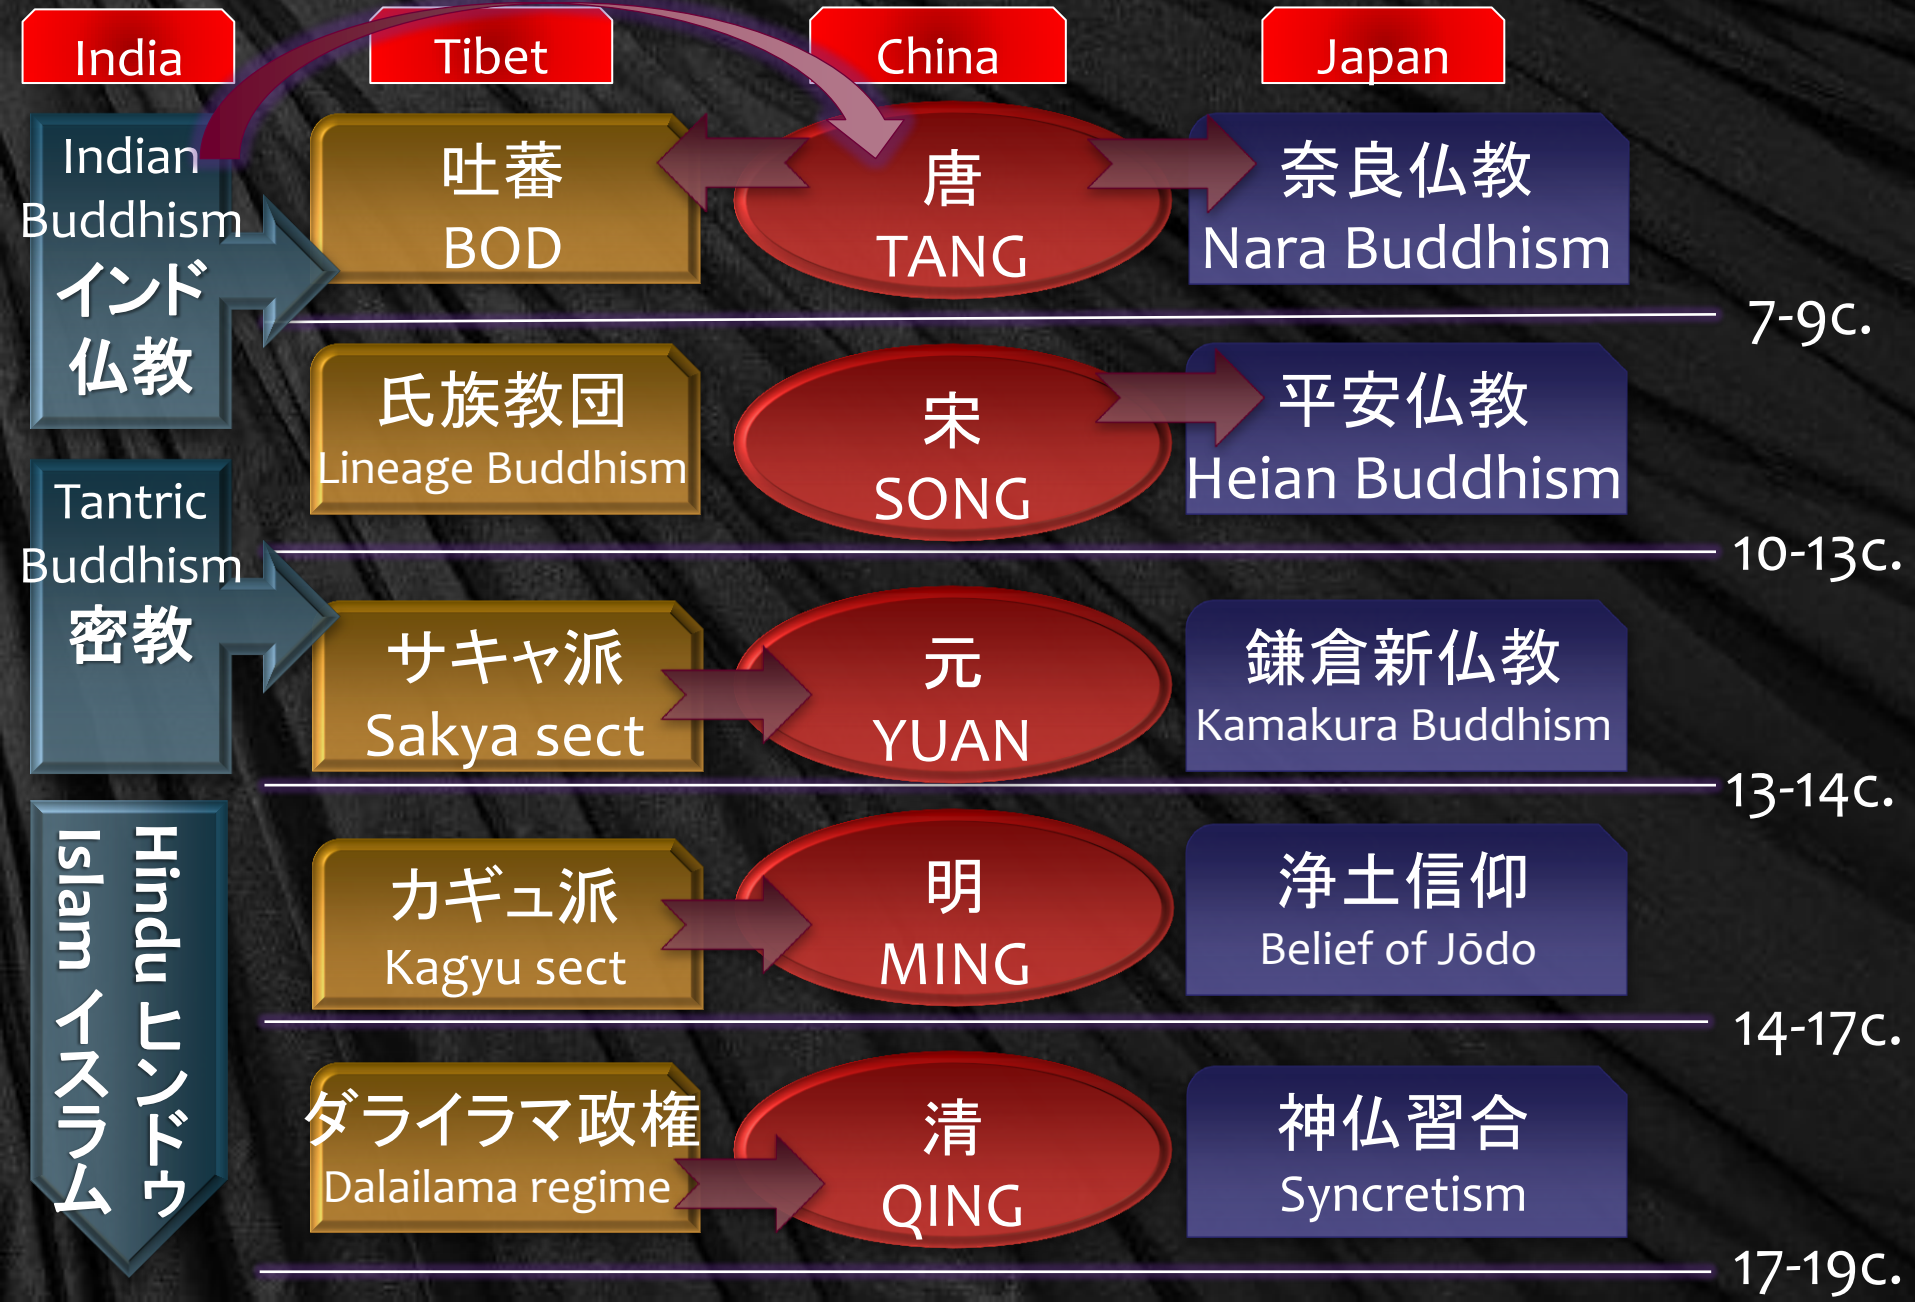 India
Tibet
China
Japan
Indian
Buddhism
インド
仏教
吐蕃
BOD
唐
TANG
奈良仏教
Nara Buddhism
7-9c.
氏族教団
Lineage Buddhism
宋
SONG
平安仏教
Heian Buddhism
10-13c.
Tantric
Buddhism
密教
サキャ派
Sakya sect
元
YUAN
鎌倉新仏教
Kamakura Buddhism
13-14c.
Hindu ヒンドゥ
Islam イスラム
カギュ派
Kagyu sect
明
MING
浄土信仰
Belief of Jōdo
14-17c.
ダライラマ政権
Dalailama regime
清
QING
神仏習合
Syncretism
17-19c.